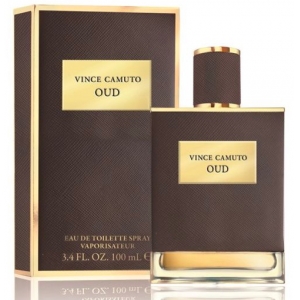 VINCE CAMUTO
OUD
EAU DE TOILETTE SPRAY
VAPORISATEUR
3.4 FL. OZ. 100 mL e
VINCE CAMUTO
OUD